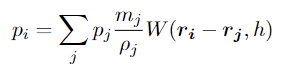 $p_i = \sum_j p_j \frac{m_j}{\rho_j} W(\boldsymbol{r_i} - \boldsymbol{r_j}, h)$